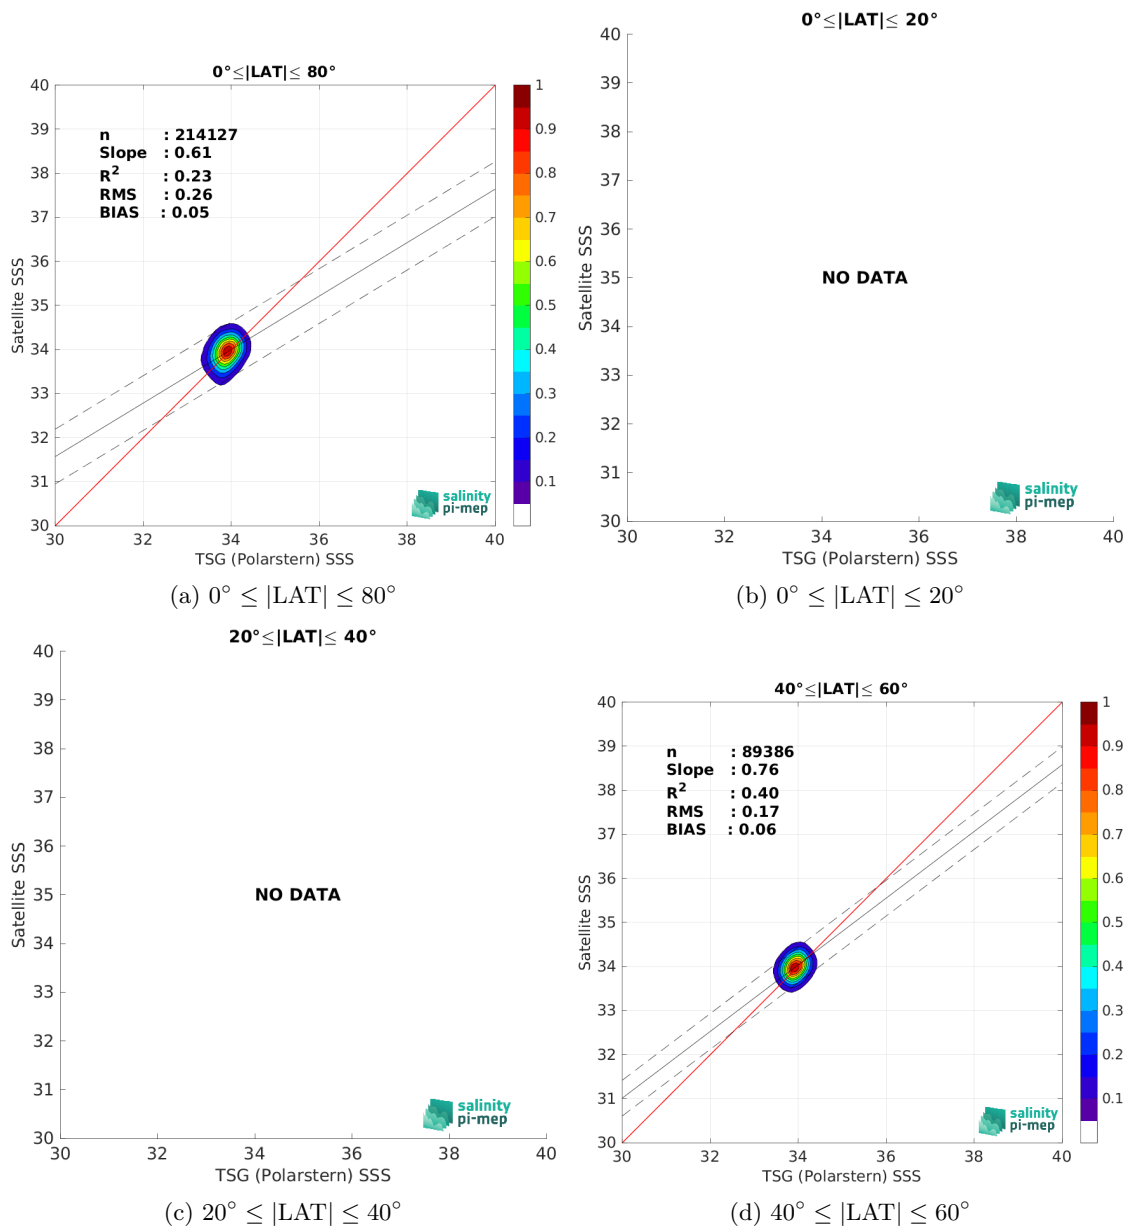 0°≤|LAT|≤ 80°
40
39
38
37
36
35
34
33
32
31
30
Satellite SSS
n : 214127
Slope : 0.61
R² : 0.23
RMS : 0.26
BIAS : 0.05
salinity
pi-mep
30 32 34 36 38 40
TSG (Polarstern) SSS
1
0.9
0.8
0.7
0.6
0.5
0.4
0.3
0.2
0.1
(a) 0° ≤ |LAT| ≤ 80°
0°≤|LAT|≤ 20°
40
39
38
37
36
35
34
33
32
31
30
Satellite SSS
NO DATA
salinity
pi-mep
30 32 34 36 38 40
TSG (Polarstern) SSS
(b) 0° ≤ |LAT| ≤ 20°
20°≤|LAT|≤ 40°
40
39
38
37
36
35
34
33
32
31
30
Satellite SSS
NO DATA
salinity
pi-mep
30 32 34 36 38 40
TSG (Polarstern) SSS
(c) 20° ≤ |LAT| ≤ 40°
40°≤|LAT|≤ 60°
40
39
38
37
36
35
34
33
32
31
30
Satellite SSS
n : 89386
Slope : 0.76
R² : 0.40
RMS : 0.17
BIAS : 0.06
salinity
pi-mep
30 32 34 36 38 40
TSG (Polarstern) SSS
1
0.9
0.8
0.7
0.6
0.5
0.4
0.3
0.2
0.1
(d) 40° ≤ |LAT| ≤ 60°